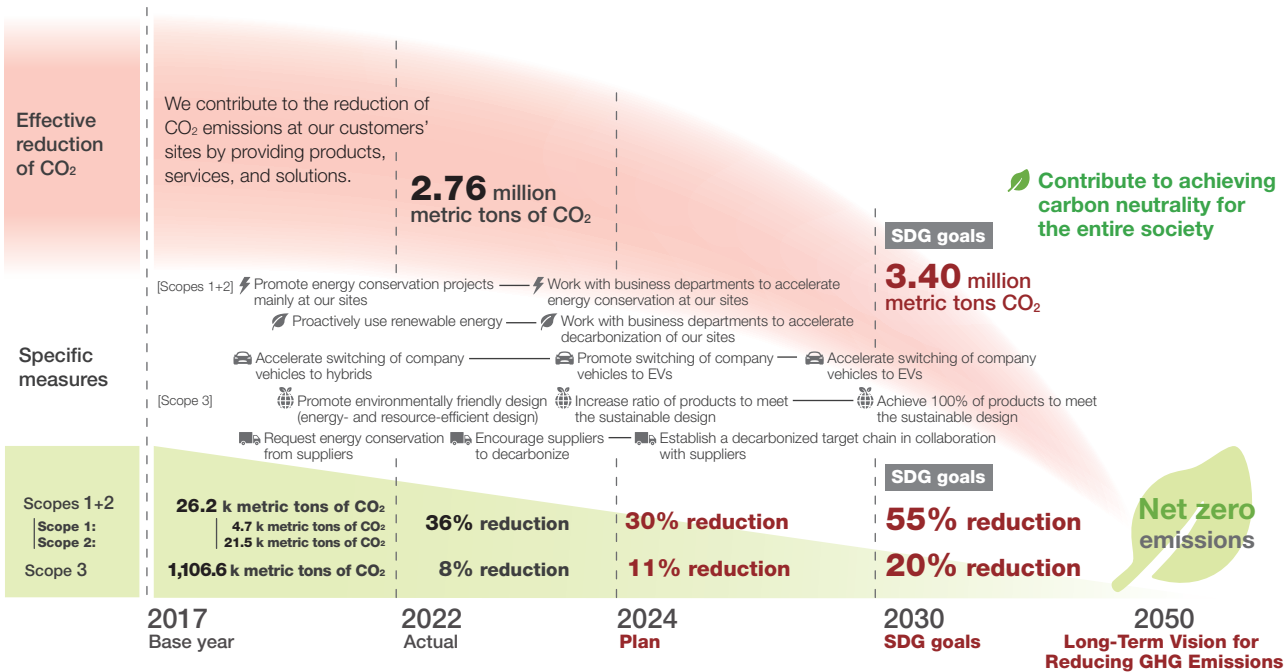 Effective
reduction
of CO₂
We contribute to the reduction of
CO₂ emissions at our customers'
sites by providing products,
services, and solutions.
2.76 million
metric tons of CO₂
SDG goals
3.40 million
metric tons CO₂
Contribute to achieving
carbon neutrality for
the entire society
Specific
measures
[Scopes 1+2]
Promote energy conservation projects
mainly at our sites
Work with business departments to accelerate
energy conservation at our sites
Proactively use renewable energy
Work with business departments to accelerate
decarbonization of our sites
Accelerate switching of company
vehicles to hybrids
Promote switching of company
vehicles to EVs
Accelerate switching of company
vehicles to EVs
[Scope 3]
Promote environmentally friendly design
(energy- and resource-efficient design)
Increase ratio of products to meet
the sustainable design
Achieve 100% of products to meet
the sustainable design
Request energy conservation
from suppliers
Encourage suppliers
to decarbonize
Establish a decarbonized target chain in collaboration
with suppliers
Scopes 1+2
26.2 k metric tons of CO₂
Scope 1:
4.7 k metric tons of CO₂
Scope 2:
21.5 k metric tons of CO₂
36% reduction
30% reduction
SDG goals
55% reduction
Scope 3
1,106.6 k metric tons of CO₂
8% reduction
11% reduction
20% reduction
Net zero
emissions
2017
Base year
2022
Actual
2024
Plan
2030
SDG goals
2050
Long-Term Vision for
Reducing GHG Emissions